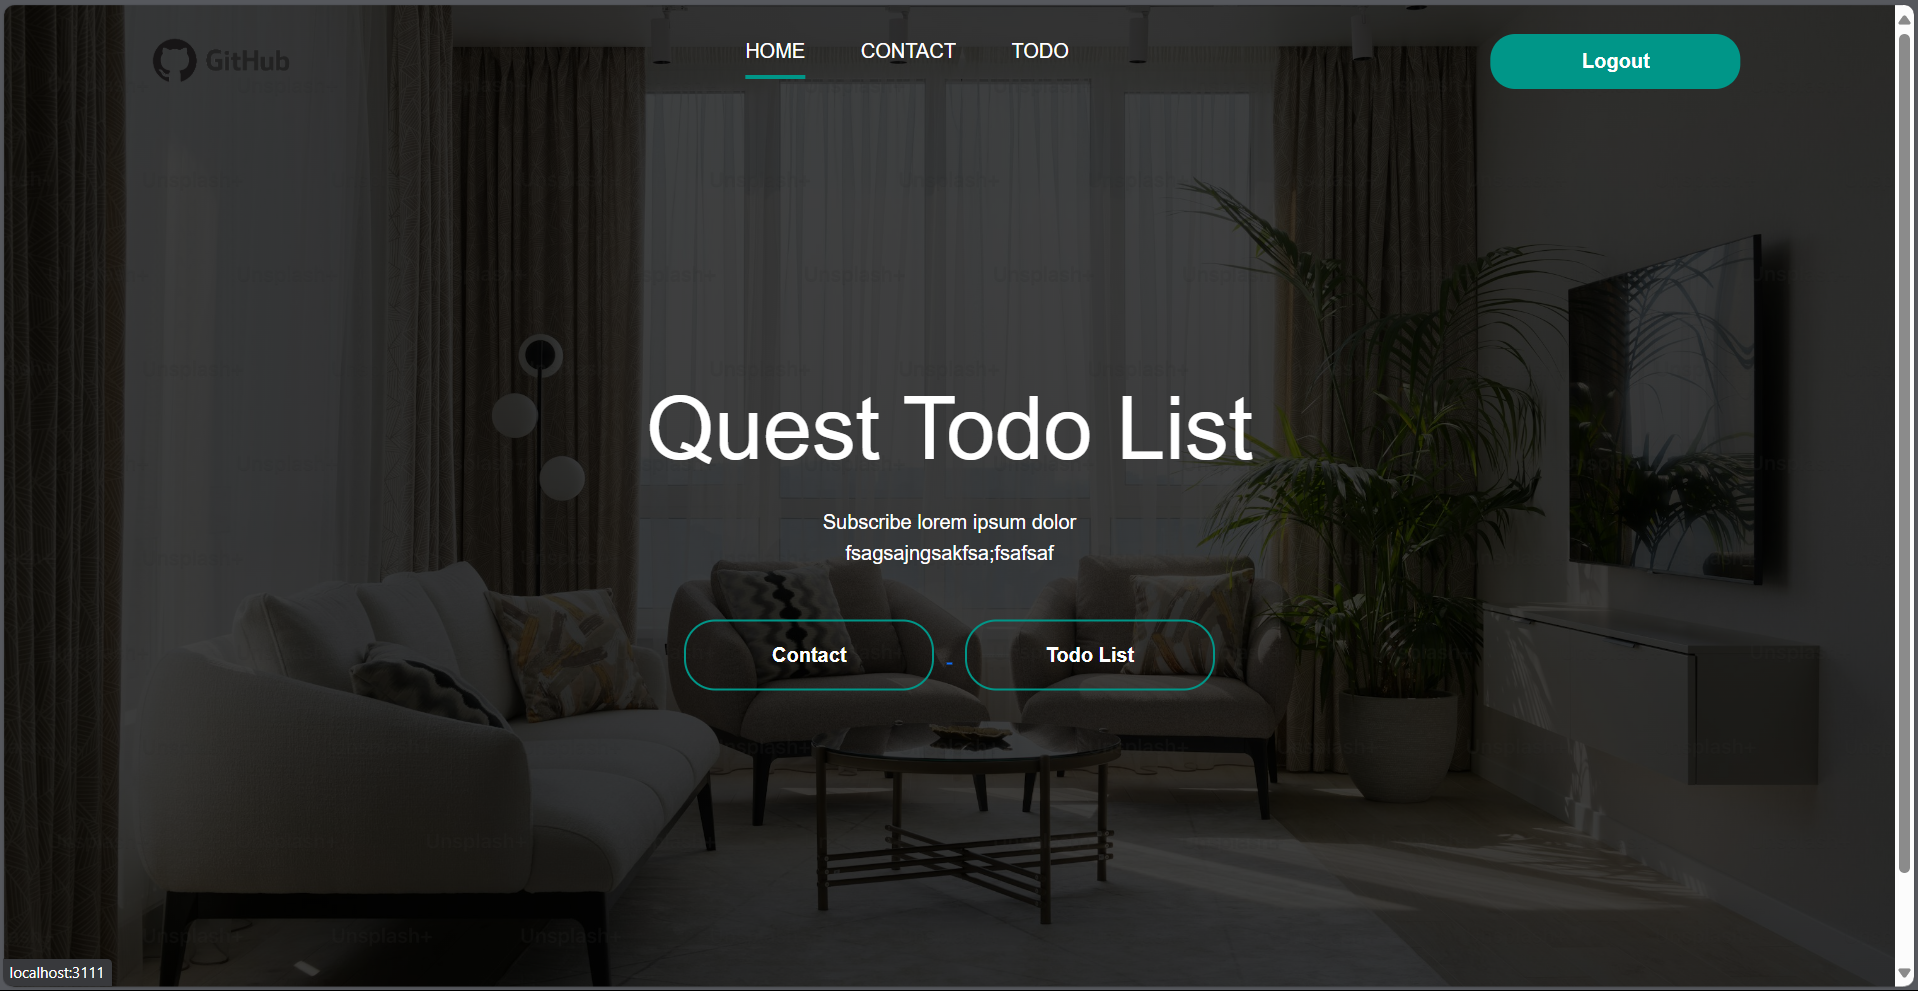 GitHub
HOME CONTACT TODO
Logout
Quest Todo List
Subscribe lorem ipsum dolor
fsagsajngsakfsa;fsafsaf
Contact
Todo List
Unsplash+
localhost:3111